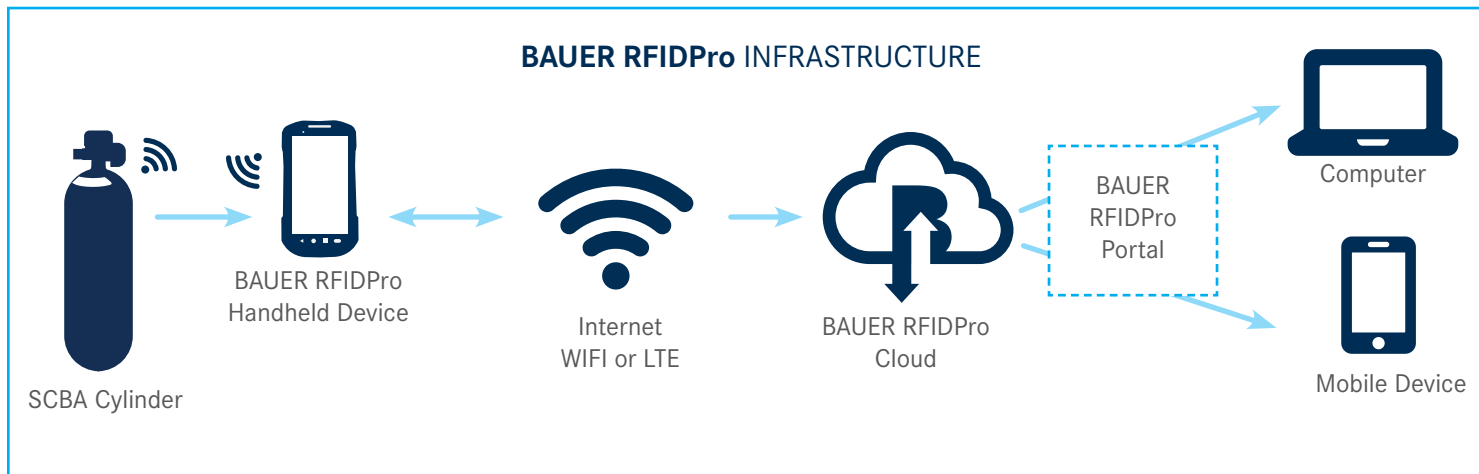 BAUER RFIDPro INFRASTRUCTURE
SCBA Cylinder
BAUER RFIDPro
Handheld Device
Internet
WIFI or LTE
B
BAUER RFIDPro
Cloud
BAUER
RFIDPro
Portal
Computer
Mobile Device